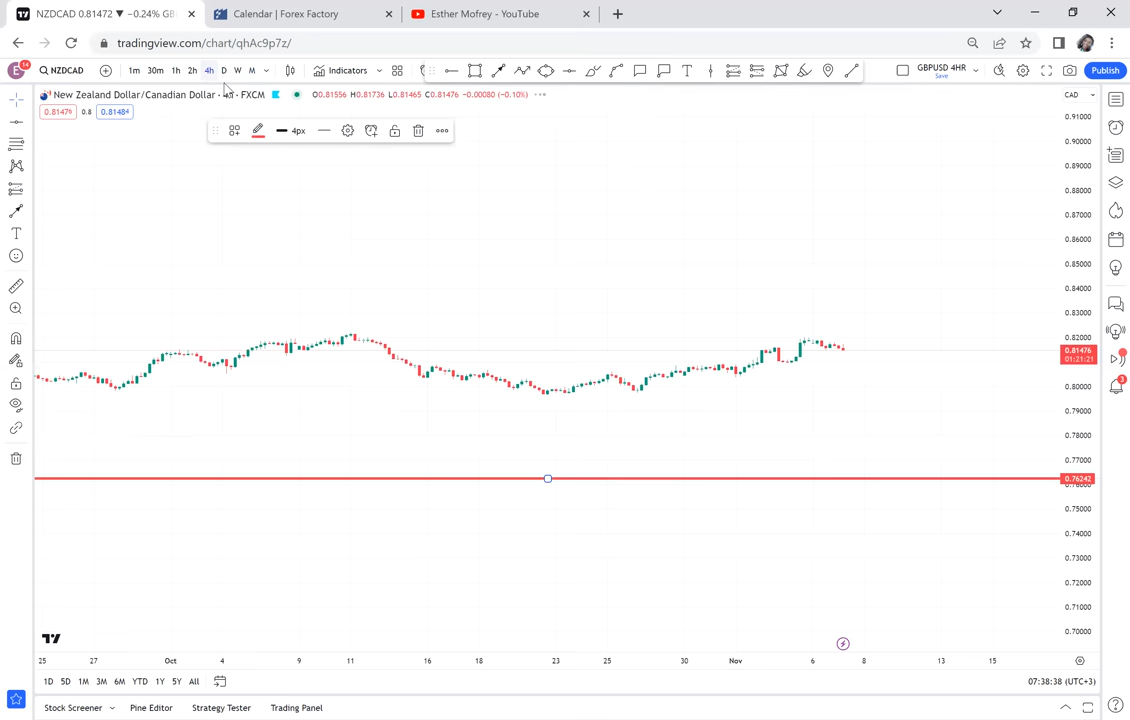 NZDCAD 0.81472 ▼ −0.24% GB
Calendar | Forex Factory
Esther Mofrey - YouTube
tradingview.com/chart/qhAc9p7z/
E
14
NZDCAD
1m 30m 1h 2h 4h D W M
Indicators
GBPUSD 4HR
Save
Publish
New Zealand Dollar/Canadian Dollar · 4h · FXCM
O0.81556 H0.81736 L0.81465 C0.81476 −0.00080 (−0.10%)
CAD
0.81476 0.8 0.81484
4px
0.91000
0.90000
0.89000
0.88000
0.87000
0.86000
0.85000
0.84000
0.83000
0.82000
0.81476
01:21:21
0.80000
0.79000
0.78000
0.77000
0.76242
0.76000
0.75000
0.74000
0.73000
0.72000
0.71000
0.70000
3
25 27 Oct 4 9 11 16 18 23 25 30 Nov 6 8 13 15
1D 5D 1M 3M 6M YTD 1Y 5Y All
07:38:38 (UTC+3)
Stock Screener Pine Editor Strategy Tester Trading Panel